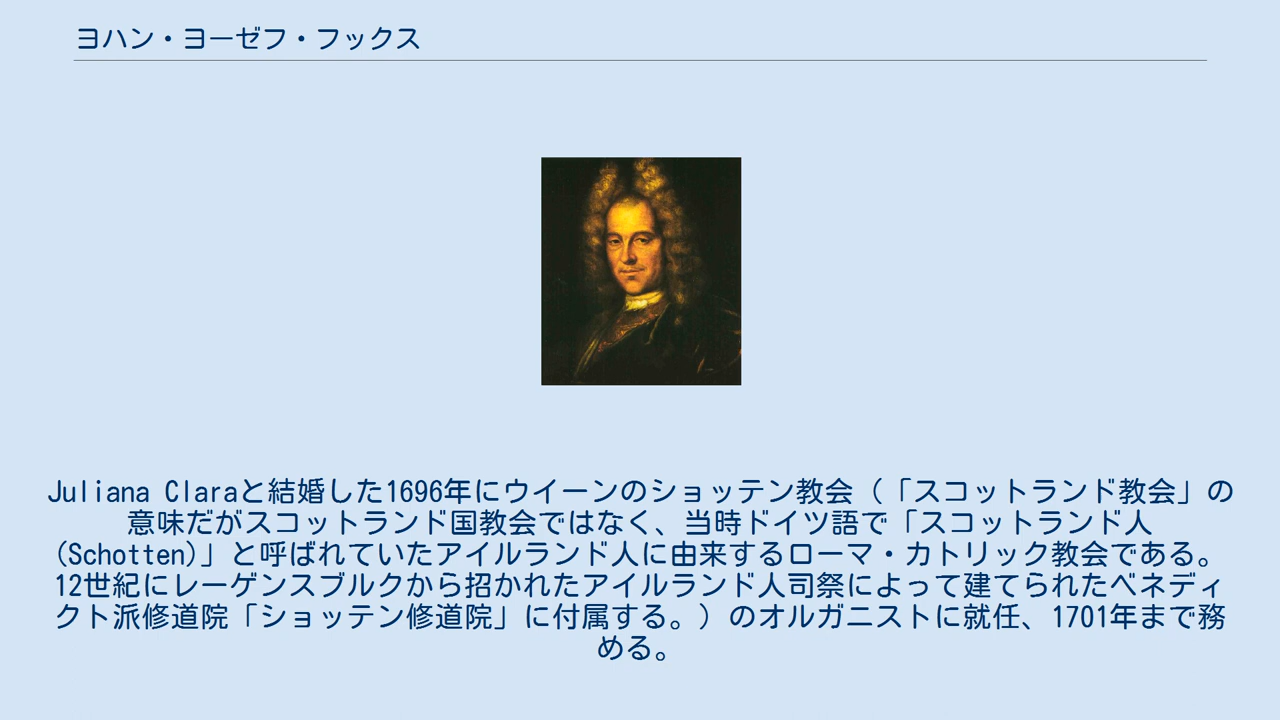 ヨハン・ヨーゼフ・フックス
Juliana Claraと結婚した1696年にウイーンのショッテン教会（「スコットランド教会」の
意味だがスコットランド国教会ではなく、当時ドイツ語で「スコットランド人
(Schotten)」と呼ばれていたアイルランド人に由来するローマ・カトリック教会である。
12世紀にレーゲンスブルクから招かれたアイルランド人司祭によって建てられたベネディ
クト派修道院「ショッテン修道院」に付属する。）のオルガニストに就任、1701年まで務
める。